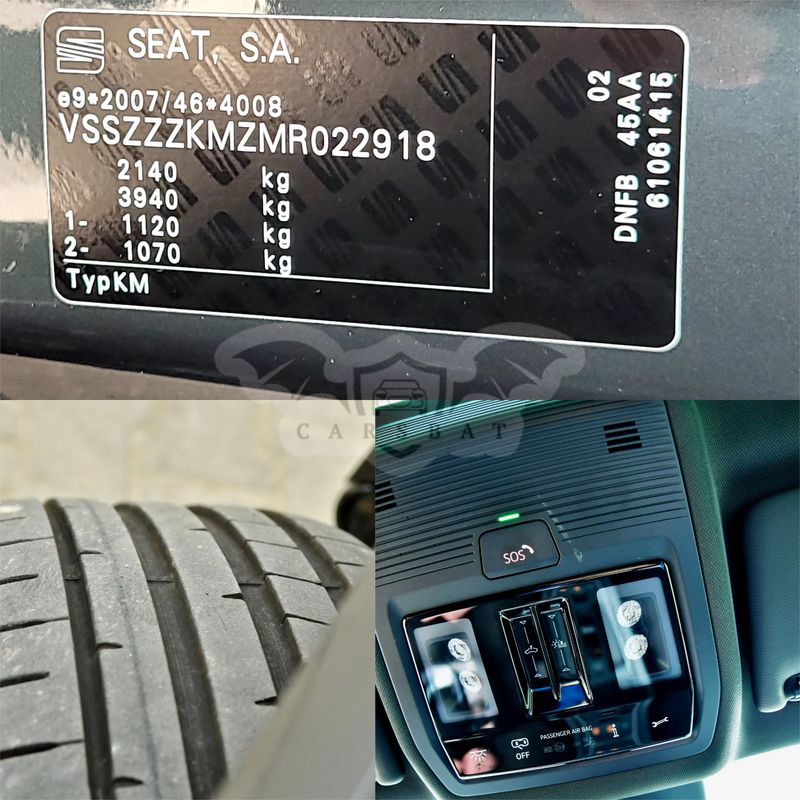 SEAT, S.A.
e9*2007/46*4008
VSSZZZKMZMR022918
2140 kg
3940 kg
1- 1120 kg
2- 1070 kg
TypKM
02
DNFB 45AA
61061415
CARSBAT
SOS
OFF
PASSENGER AIR BAG
i